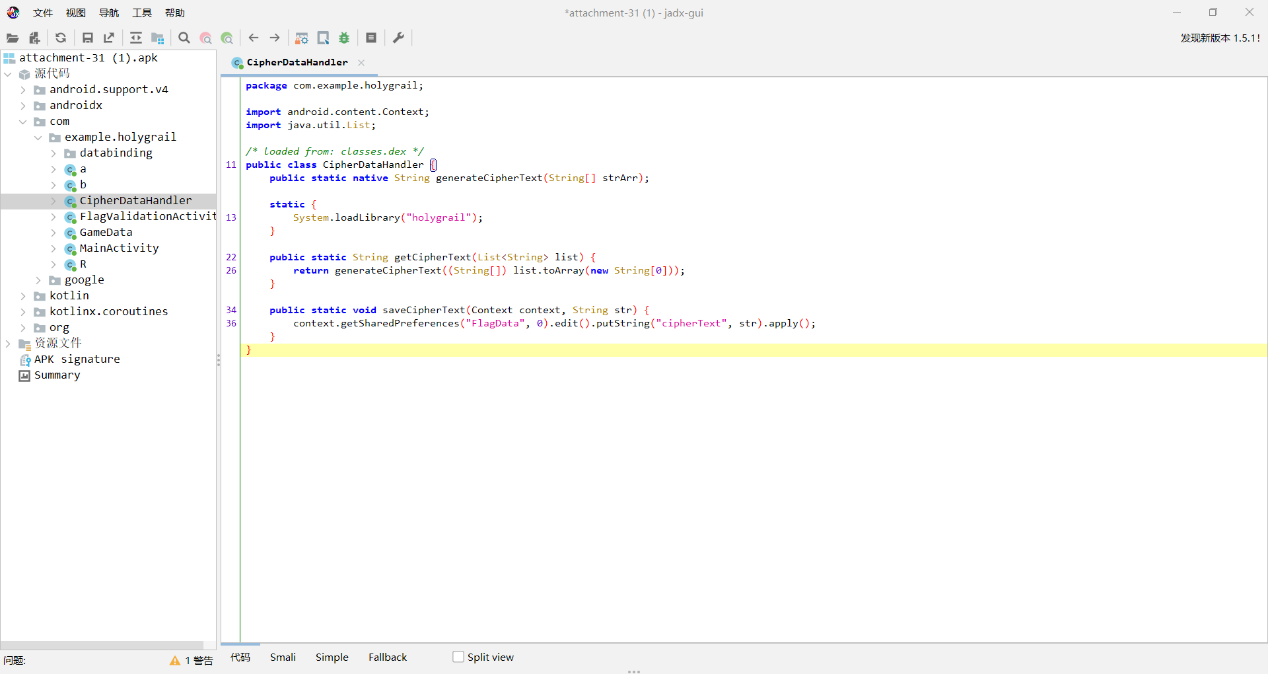 文件 视图 导航 工具 帮助
*attachment-31 (1) - jadx-gui
发现新版本 1.5.1!
attachment-31 (1).apk
源代码
android.support.v4
androidx
com
example.holygrail
databinding
a
b
CipherDataHandler
FlagValidationActivit
GameData
MainActivity
R
google
kotlin
kotlinx.coroutines
org
资源文件
APK signature
Summary
问题:
1 警告
CipherDataHandler
package com.example.holygrail;
import android.content.Context;
import java.util.List;
/* loaded from: classes.dex */
11 public class CipherDataHandler {
public static native String generateCipherText(String[] strArr);
static {
13 System.loadLibrary("holygrail");
}
22 public static String getCipherText(List<String> list) {
26 return generateCipherText((String[]) list.toArray(new String[0]));
}
34 public static void saveCipherText(Context context, String str) {
36 context.getSharedPreferences("FlagData", 0).edit().putString("cipherText", str).apply();
}
}
代码 Smali Simple Fallback Split view